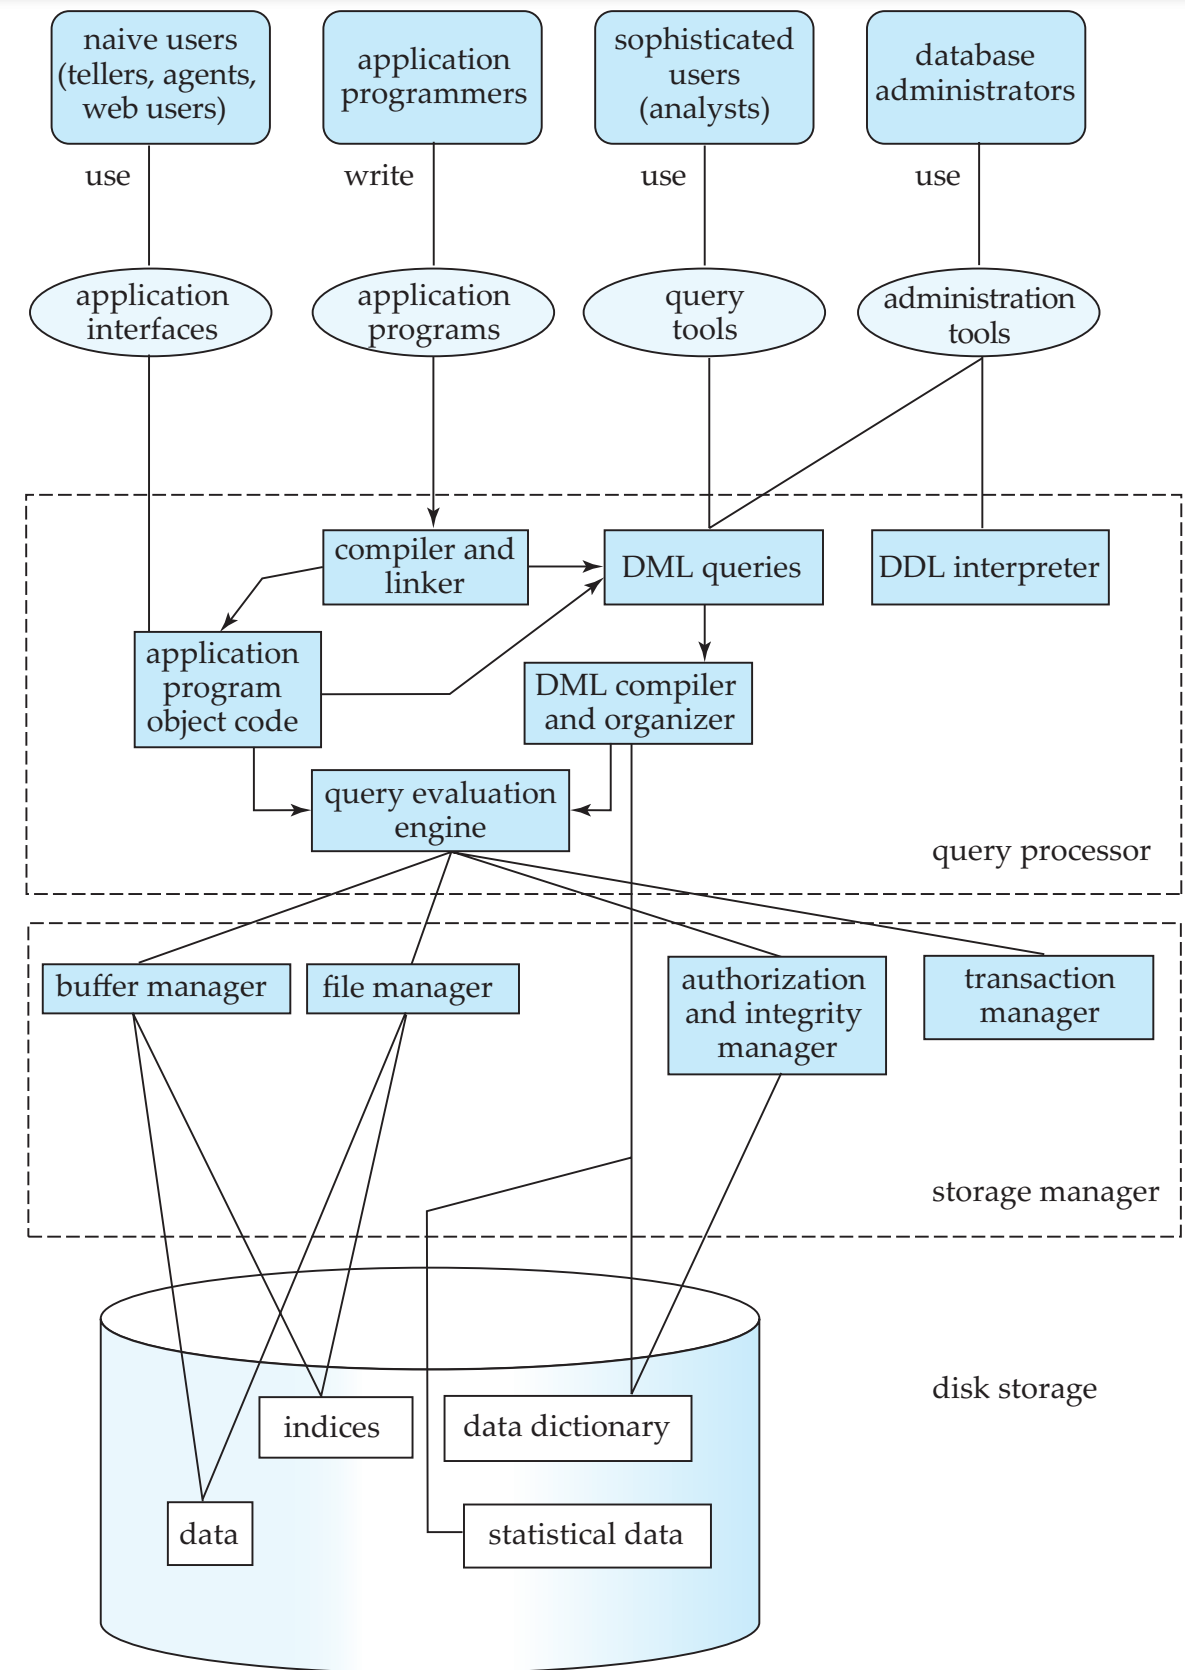 naive users
(tellers, agents,
web users)
application
programmers
sophisticated
users
(analysts)
database
administrators
use
write
use
use
application
interfaces
application
programs
query
tools
administration
tools
compiler and
linker
DML queries
DDL interpreter
application
program
object code
DML compiler
and organizer
query evaluation
engine
query processor
buffer manager
file manager
authorization
and integrity
manager
transaction
manager
storage manager
disk storage
indices
data dictionary
data
statistical data